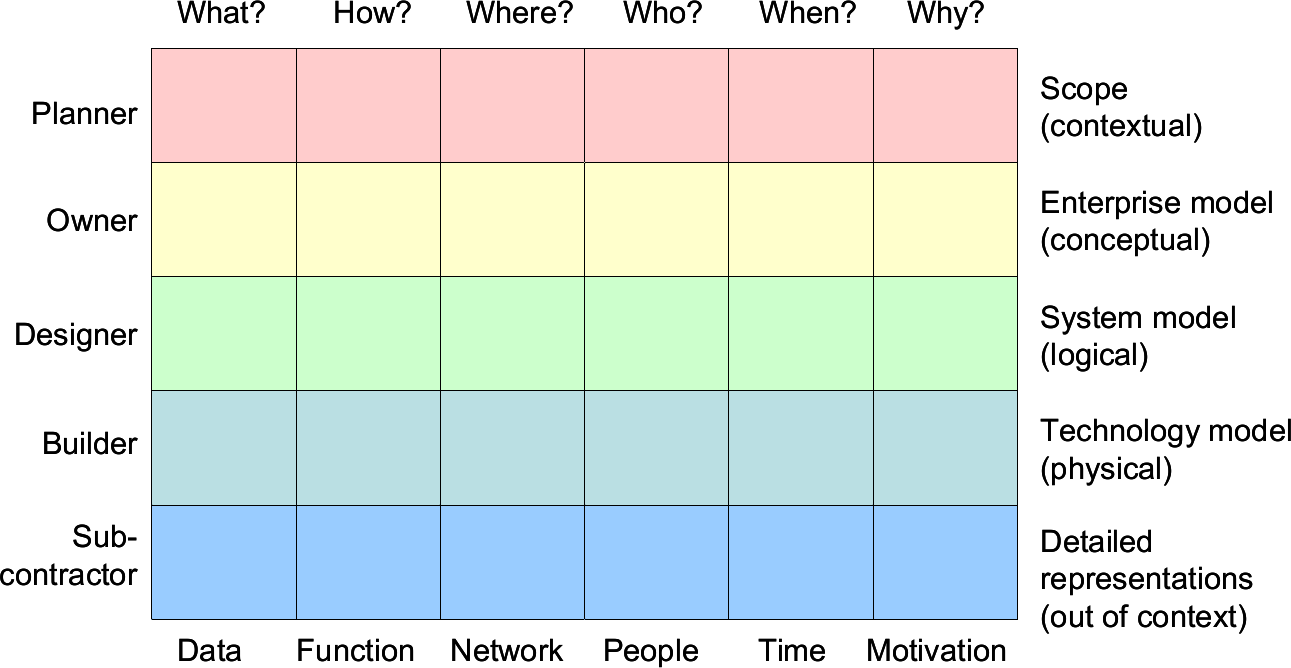 What? How? Where? Who? When? Why?
Planner
Scope
(contextual)
Owner
Enterprise model
(conceptual)
Designer
System model
(logical)
Builder
Technology model
(physical)
Sub-
contractor
Detailed
representations
(out of context)
Data Function Network People Time Motivation